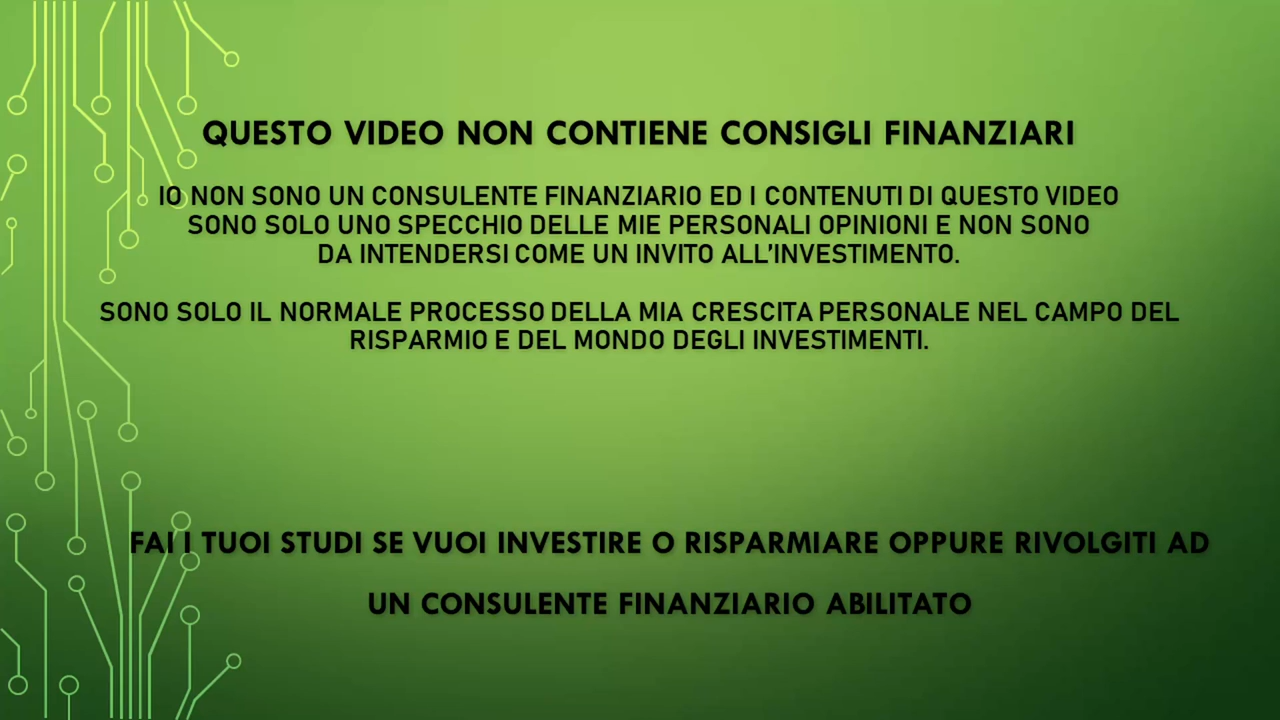 QUESTO VIDEO NON CONTIENE CONSIGLI FINANZIARI
IO NON SONO UN CONSULENTE FINANZIARIO ED I CONTENUTI DI QUESTO VIDEO
SONO SOLO UNO SPECCHIO DELLE MIE PERSONALI OPINIONI E NON SONO
DA INTENDERSI COME UN INVITO ALL'INVESTIMENTO.
SONO SOLO IL NORMALE PROCESSO DELLA MIA CRESCITA PERSONALE NEL CAMPO DEL
RISPARMIO E DEL MONDO DEGLI INVESTIMENTI.
FAI I TUOI STUDI SE VUOI INVESTIRE O RISPARMIARE OPPURE RIVOLGITI AD
UN CONSULENTE FINANZIARIO ABILITATO